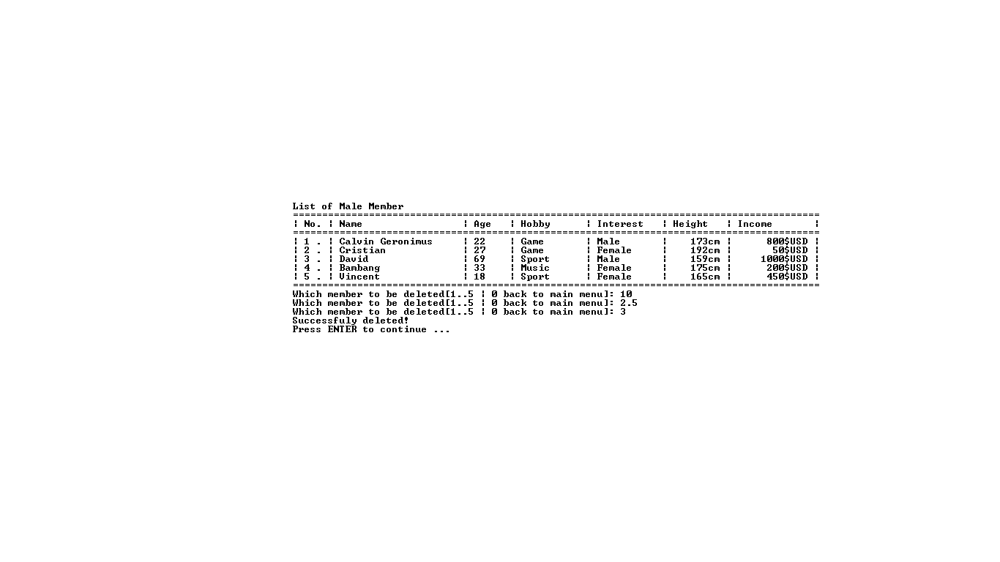 List of Male Member
==========================================================================================
¦ No. ¦ Name                  ¦ Age   ¦ Hobby      ¦ Interest   ¦ Height   ¦ Income       ¦
==========================================================================================
¦ 1 . ¦ Calvin Geronimus      ¦ 22    ¦ Game       ¦ Male       ¦    173cm ¦      800$USD ¦
¦ 2 . ¦ Cristian              ¦ 27    ¦ Game       ¦ Female     ¦    192cm ¦       50$USD ¦
¦ 3 . ¦ David                 ¦ 69    ¦ Sport      ¦ Male       ¦    159cm ¦     1000$USD ¦
¦ 4 . ¦ Bambang               ¦ 33    ¦ Music      ¦ Female     ¦    175cm ¦      200$USD ¦
¦ 5 . ¦ Vincent               ¦ 18    ¦ Sport      ¦ Female     ¦    165cm ¦      450$USD ¦
==========================================================================================
Which member to be deleted[1..5 ¦ 0 back to main menu]: 10
Which member to be deleted[1..5 ¦ 0 back to main menu]: 2.5
Which member to be deleted[1..5 ¦ 0 back to main menu]: 3
Successfuly deleted!
Press ENTER to continue ...